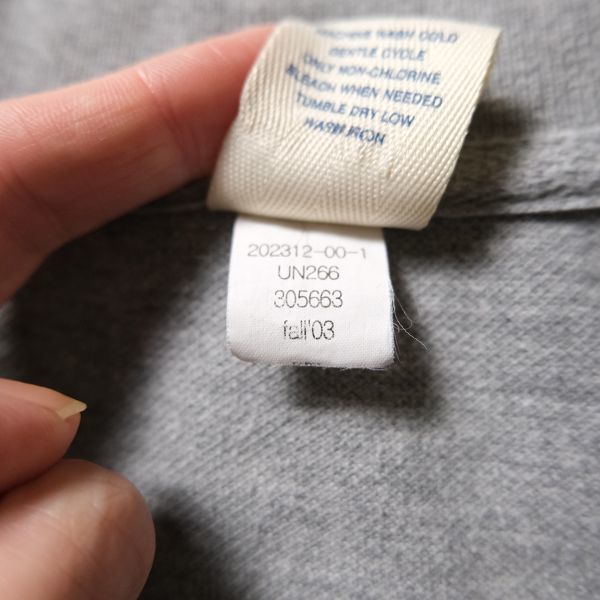 MACHINE WASH COLD
GENTLE CYCLE
ONLY NON-CHLORINE
BLEACH WHEN NEEDED
TUMBLE DRY LOW
WARM IRON
202312-00-1
UN266
305663
fall'03